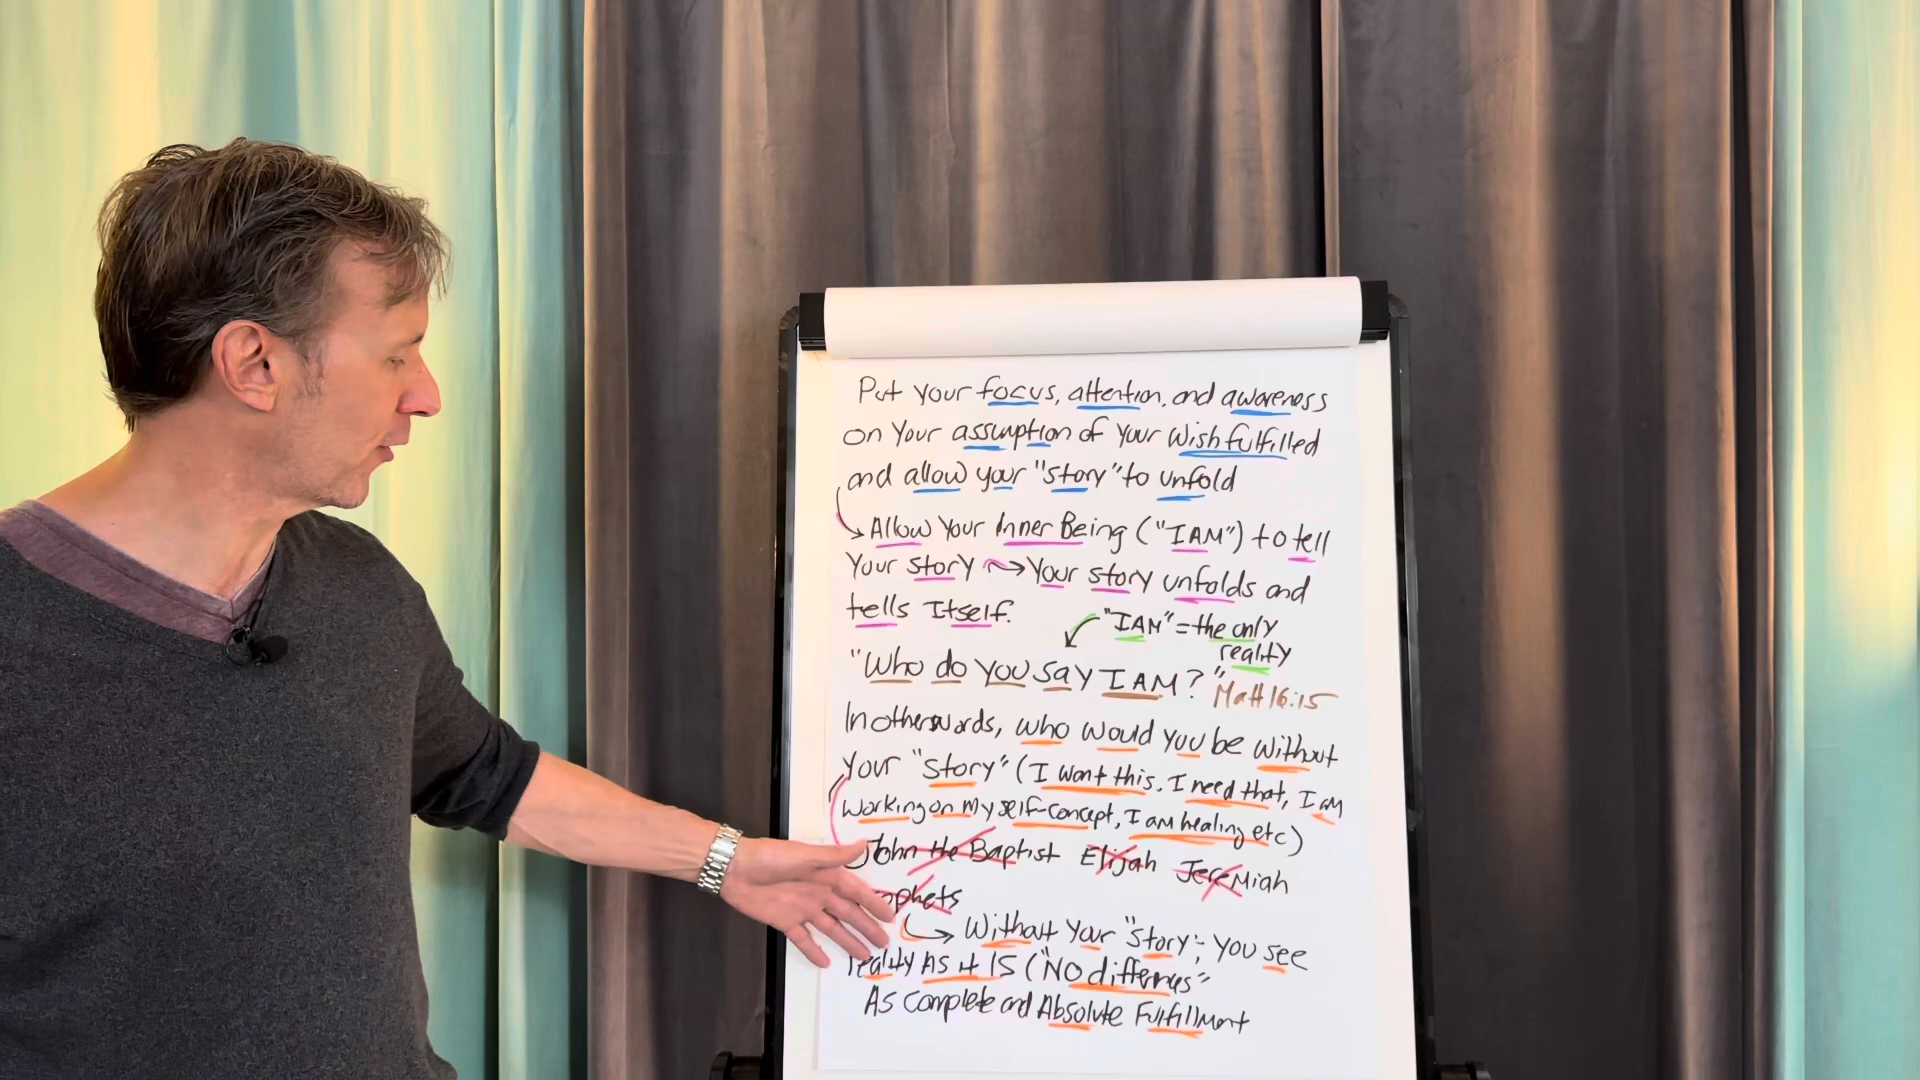 Put your focus, attention, and awareness
on your assumption of your wish fulfilled
and allow your "story" to unfold
Allow your Inner Being ("I AM") to tell
your story → your story unfolds and
tells Itself.
"I AM" = the only
reality
"Who do you say I AM?"
Matt 16:15
In otherwords, who would you be without
your "story" (I want this, I need that, I am
working on my self-concept, I am healing etc)
John the Baptist Elijah Jeremiah
→ Without your "story", you see
reality AS it IS ("NO differences"
As complete and Absolute Fulfillment